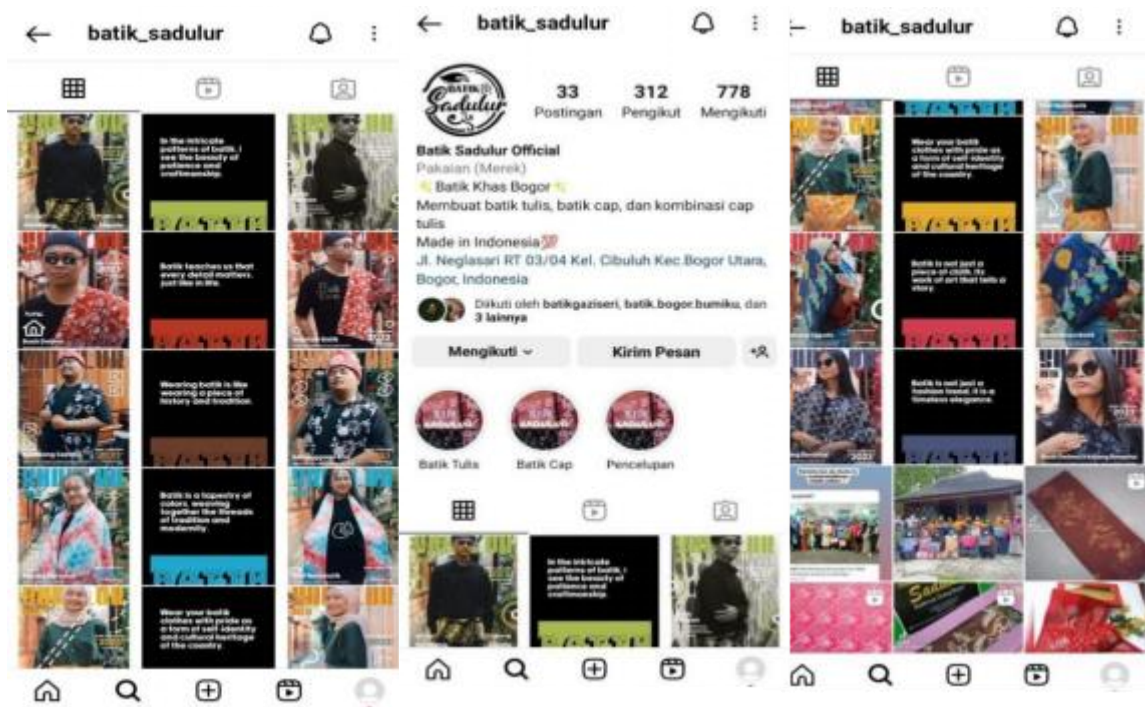 batik_sadulur
In the intricate
patterns of batik, I
see the beauty of
patience and
craftmanship.
Batik teaches us that
every detail matters.
just like in life.
Wearing batik is like
wearing a piece of
history and tradition.
Batik is a tapestry of
colors, weaving
together the threads
of tradition and
modernity.
Wear your batik
clothes with pride as
a form of self-identity
and cultural heritage
of the country.
batik_sadulur
BATIK
Sadulur
33 312 778
Postingan Pengikut Mengikuti
Batik Sadulur Official
Pakaian (Merek)
Batik Khas Bogor
Membuat batik tulis, batik cap, dan kombinasi cap
tulis
Made in Indonesia💯
Jl. Neglasari RT 03/04 Kel. Cibuluh Kec.Bogor Utara,
Bogor, Indonesia
Diikuti oleh batikgaziseri, batik.bogor.bumiku, dan
3 lainnya
Mengikuti Kirim Pesan
Batik Tulis Batik Cap Pencelupan
In the intricate
patterns of batik, I
see the beauty of
patience and
craftmanship.
batik_sadulur
Wear your batik
clothes with pride as
a form of self-identity
and cultural heritage
of the country.
Batik is not just a
piece of cloth, its
work of art that tells a
story.
Batik is not just a
fashion trend, it is a
timeless elegance.
2023